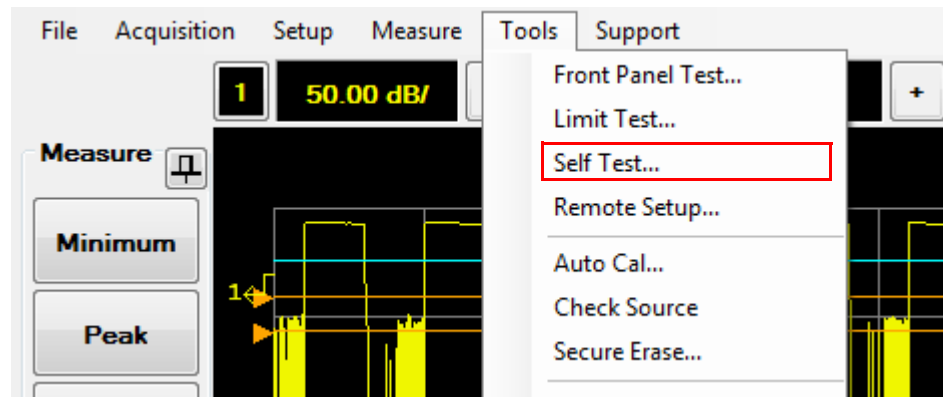 File Acquisition Setup Measure Tools Support
1 50.00 dB/ +
Front Panel Test...
Limit Test...
Self Test...
Remote Setup...
Auto Cal...
Check Source
Secure Erase...
Measure
Minimum
Peak
1